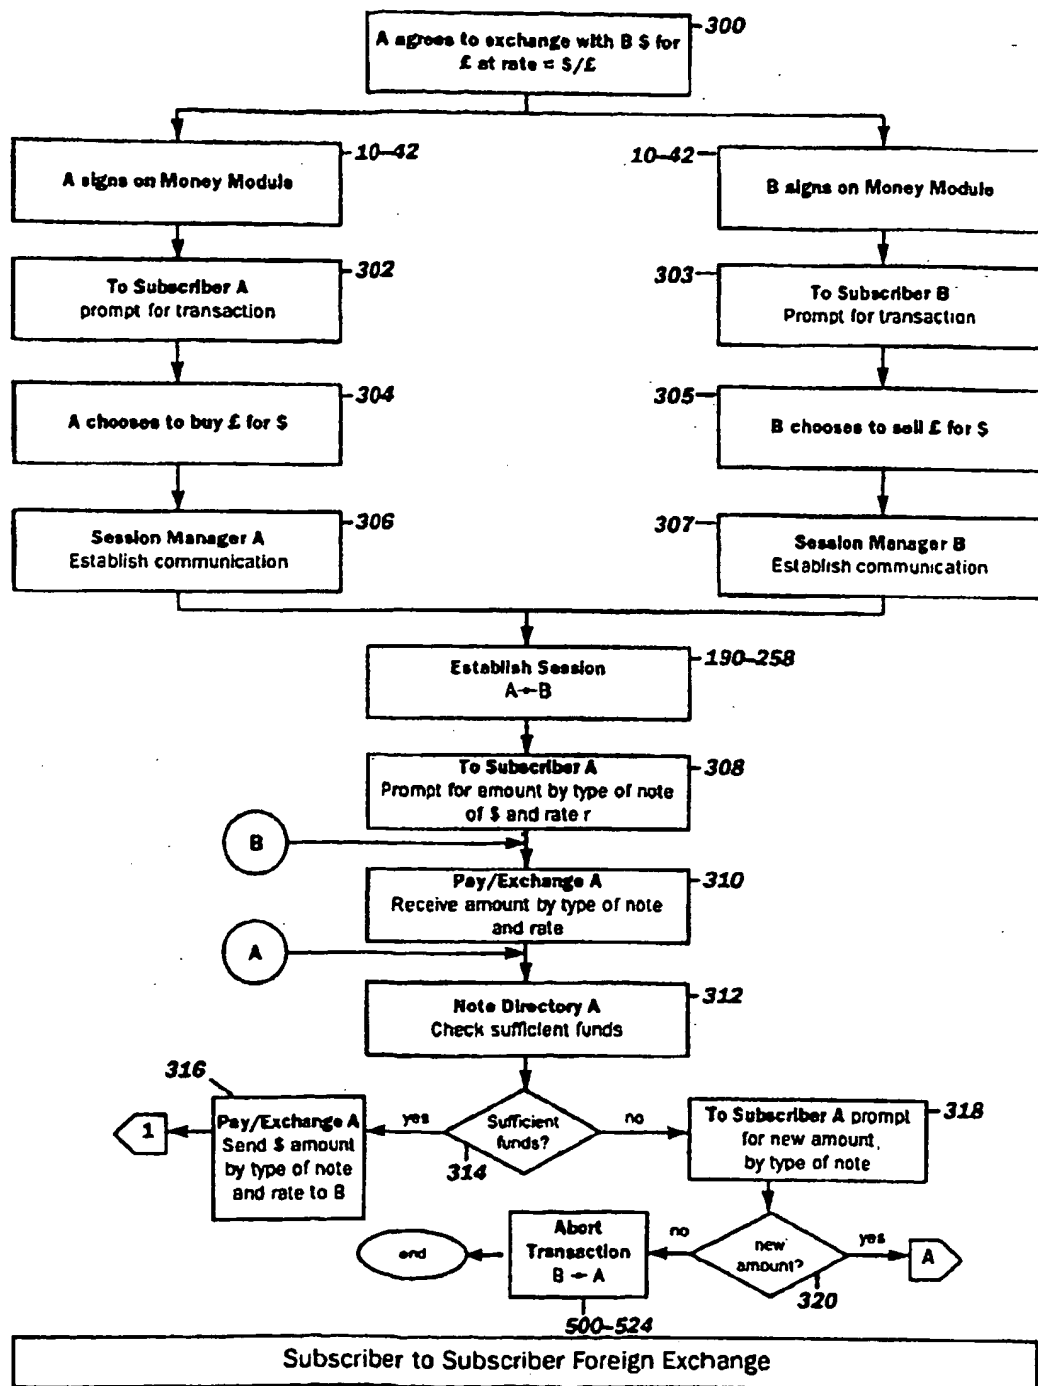 A agrees to exchange with B $ for
£ at rate = $/£
300
A signs on Money Module
10-42
10-42
B signs on Money Module
To Subscriber A
prompt for transaction
302
303
To Subscriber B
Prompt for transaction
A chooses to buy £ for $
304
305
B chooses to sell £ for $
Session Manager A
Establish communication
306
307
Session Manager B
Establish communication
Establish Session
A←B
190-258
To Subscriber A
Prompt for amount by type of note
of $ and rate r
308
B
Pay/Exchange A
Receive amount by type of note
and rate
310
A
Note Directory A
Check sufficient funds
312
316
1
Pay/Exchange A
Send $ amount
by type of note
and rate to B
yes
Sufficient
funds?
314
no
To Subscriber A prompt
for new amount,
by type of note
318
end
Abort
Transaction
B ← A
500-524
no
new
amount?
320
yes
A
Subscriber to Subscriber Foreign Exchange